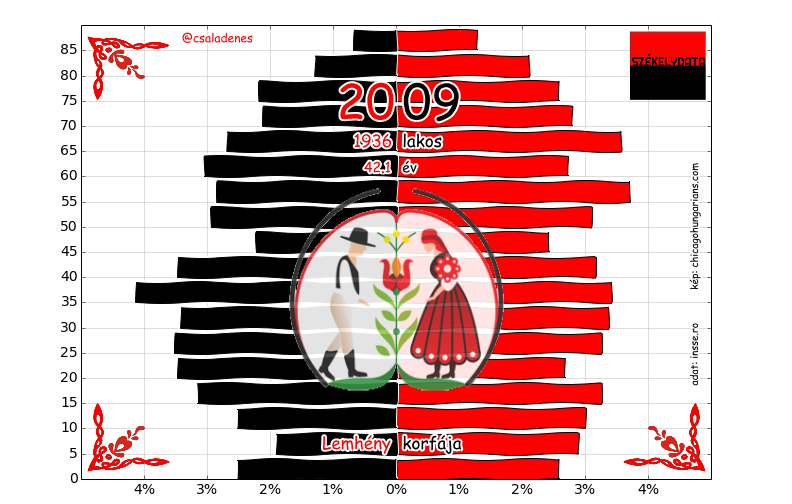 @csaladenes
SZÉKELYDATA
2009
1936 lakos
42.1 év
kép: chicagohungarians.com
adat: insse.ro
Lemhény korfája
85
80
75
70
65
60
55
50
45
40
35
30
25
20
15
10
5
0
4% 3% 2% 1% 0% 1% 2% 3% 4%